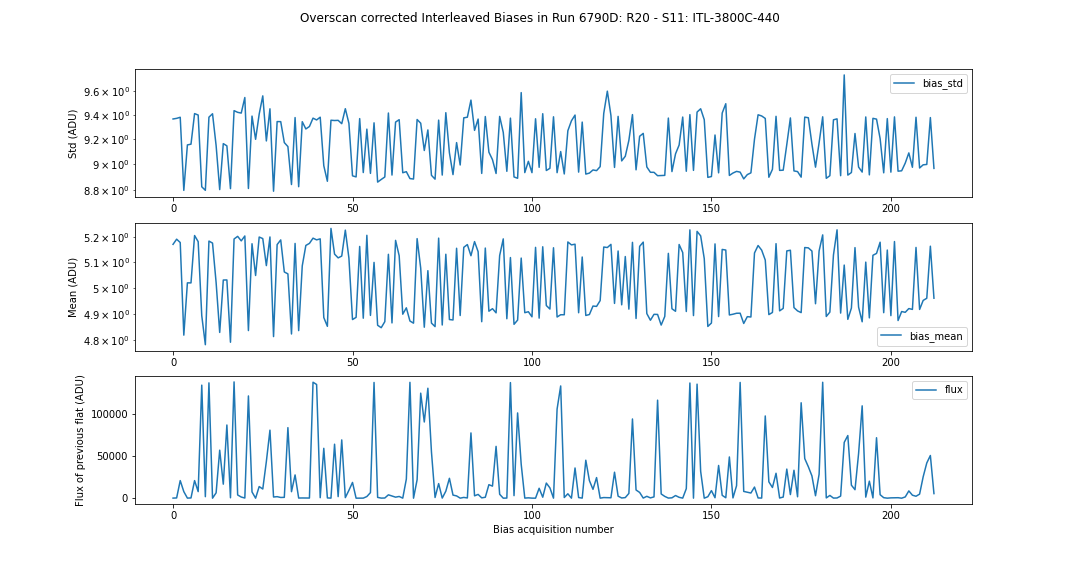 Overscan corrected Interleaved Biases in Run 6790D: R20 - S11: ITL-3800C-440
Std (ADU)
9.6 × 10⁰
9.4 × 10⁰
9.2 × 10⁰
9 × 10⁰
8.8 × 10⁰
bias_std
0 50 100 150 200
Mean (ADU)
5.2 × 10⁰
5.1 × 10⁰
5 × 10⁰
4.9 × 10⁰
4.8 × 10⁰
bias_mean
0 50 100 150 200
Flux of previous flat (ADU)
100000
50000
0
flux
0 50 100 150 200
Bias acquisition number